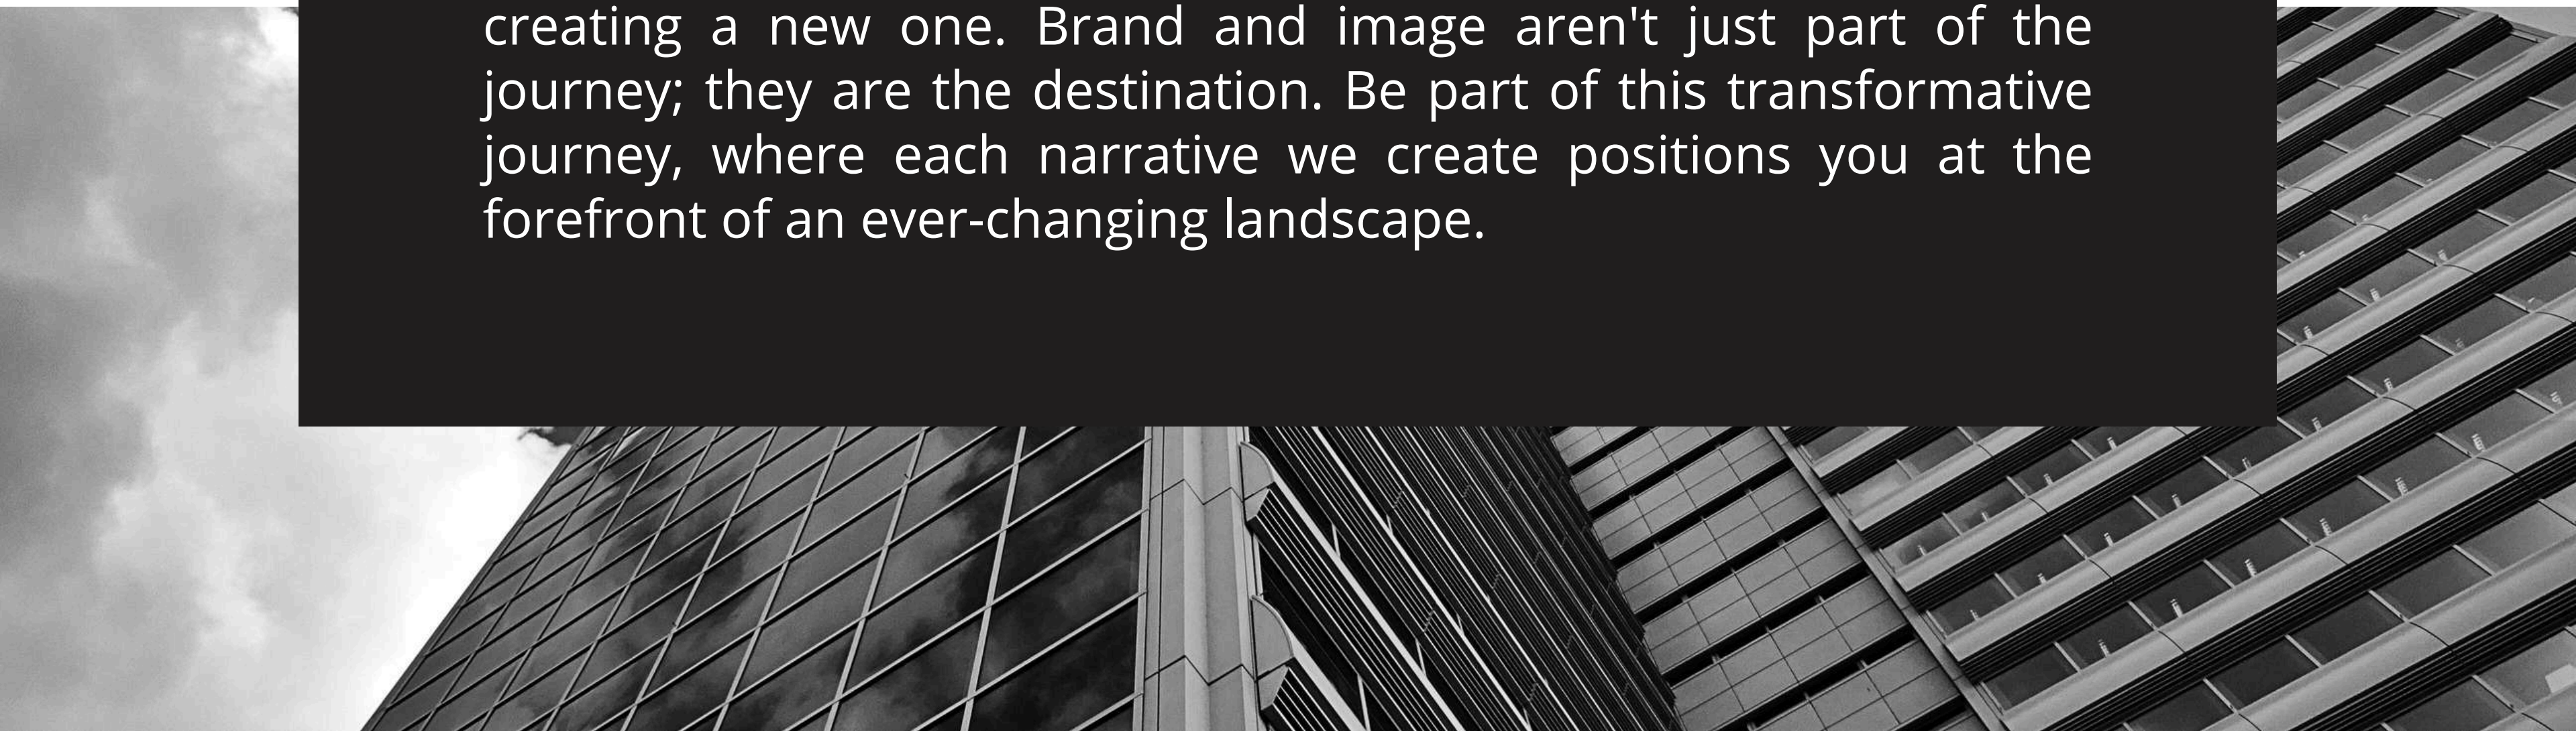 creating a new one. Brand and image aren't just part of the
journey; they are the destination. Be part of this transformative
journey, where each narrative we create positions you at the
forefront of an ever-changing landscape.